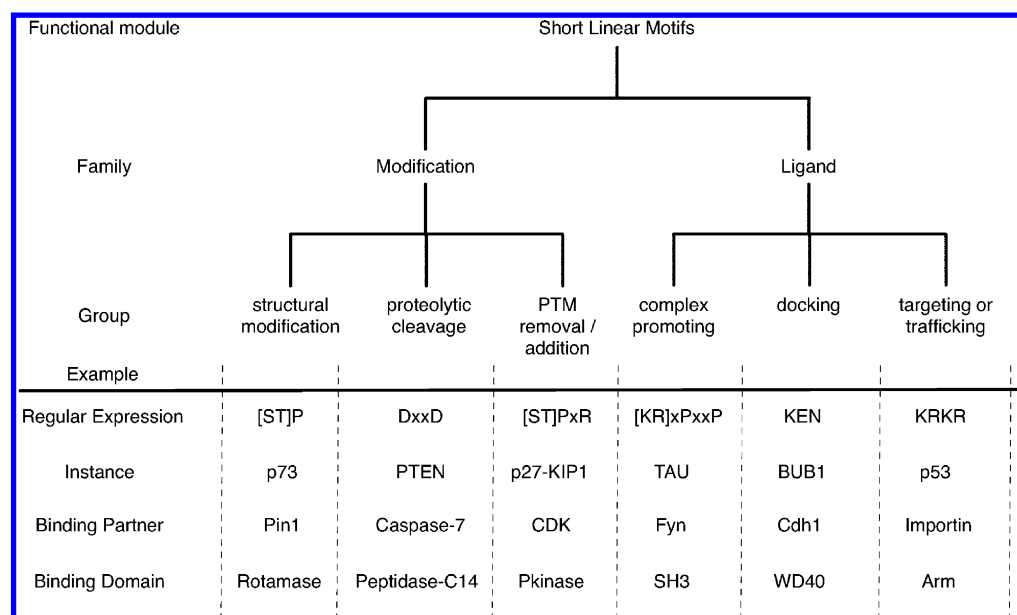 Functional module Short Linear Motifs
Family Modification Ligand
Group
structural modification
proteolytic cleavage
PTM removal / addition
complex promoting
docking
targeting or trafficking
Example
Regular Expression [ST]P DxxD [ST]PxR [KR]xPxxP KEN KRKR
Instance p73 PTEN p27-KIP1 TAU BUB1 p53
Binding Partner Pin1 Caspase-7 CDK Fyn Cdh1 Importin
Binding Domain Rotamase Peptidase-C14 Pkinase SH3 WD40 Arm